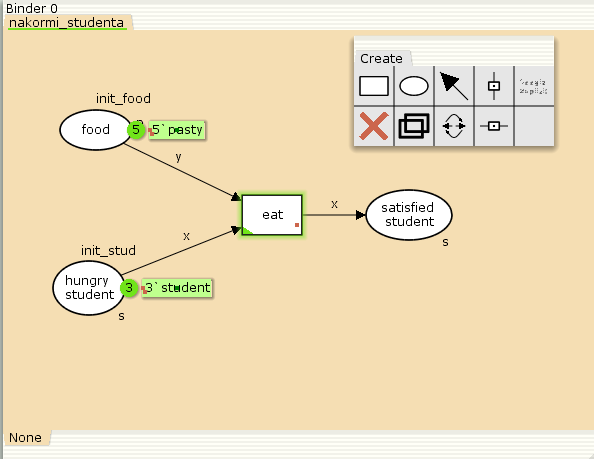 Binder 0
nakormi_studenta
Create
init_food
food
5
5`pasty
y
eat
x
satisfied
student
s
init_stud
x
hungry
student
3
3`student
s
None